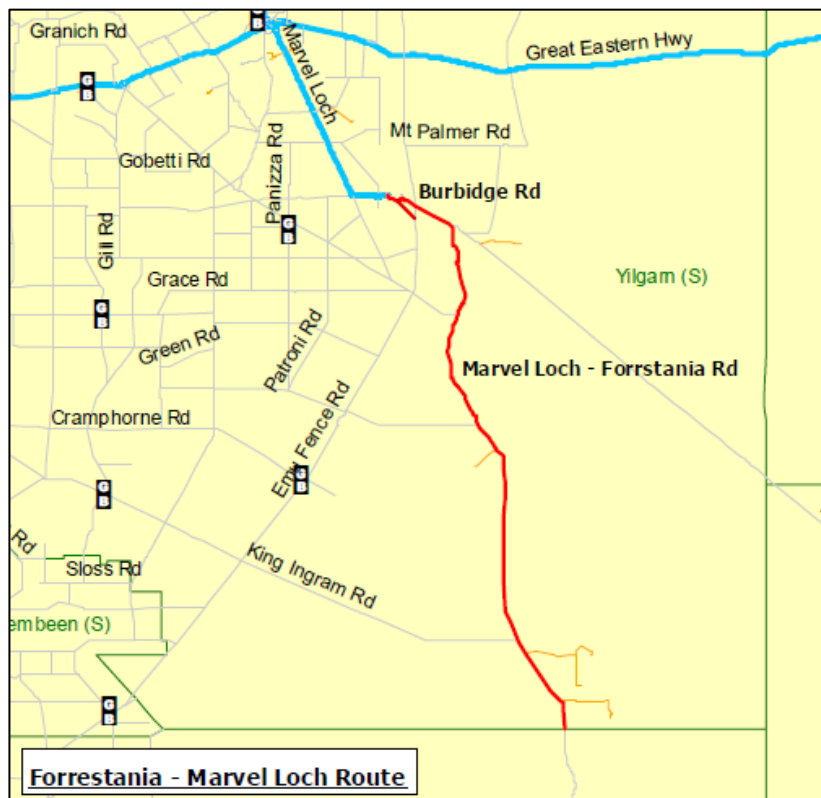 G
B
Granich Rd
Marvel Loch
Great Eastern Hwy
G
B
Mt Palmer Rd
Gobetti Rd
Panizza Rd
Burbidge Rd
G
B
Gill Rd
Grace Rd
Yilgarn (S)
G
B
Green Rd
Patroni Rd
Marvel Loch - Forrstania Rd
Cramphorne Rd
Emu Fence Rd
G
B
G
B
Rd
Sloss Rd
King Ingram Rd
embeen (S)
G
B
Forrestania - Marvel Loch Route